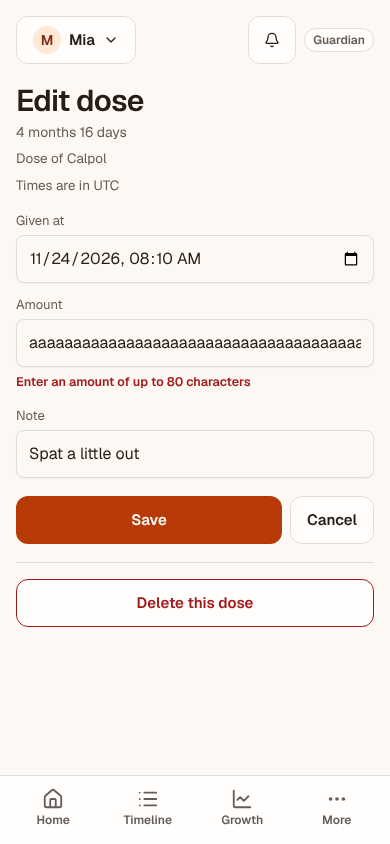 M Mia
Guardian
Edit dose
4 months 16 days
Dose of Calpol
Times are in UTC
Given at
11/24/2026, 08:10 AM
Amount
aaaaaaaaaaaaaaaaaaaaaaaaaaaaaaaaaaaaaa
Enter an amount of up to 80 characters
Note
Spat a little out
Save
Cancel
Delete this dose
Home
Timeline
Growth
More